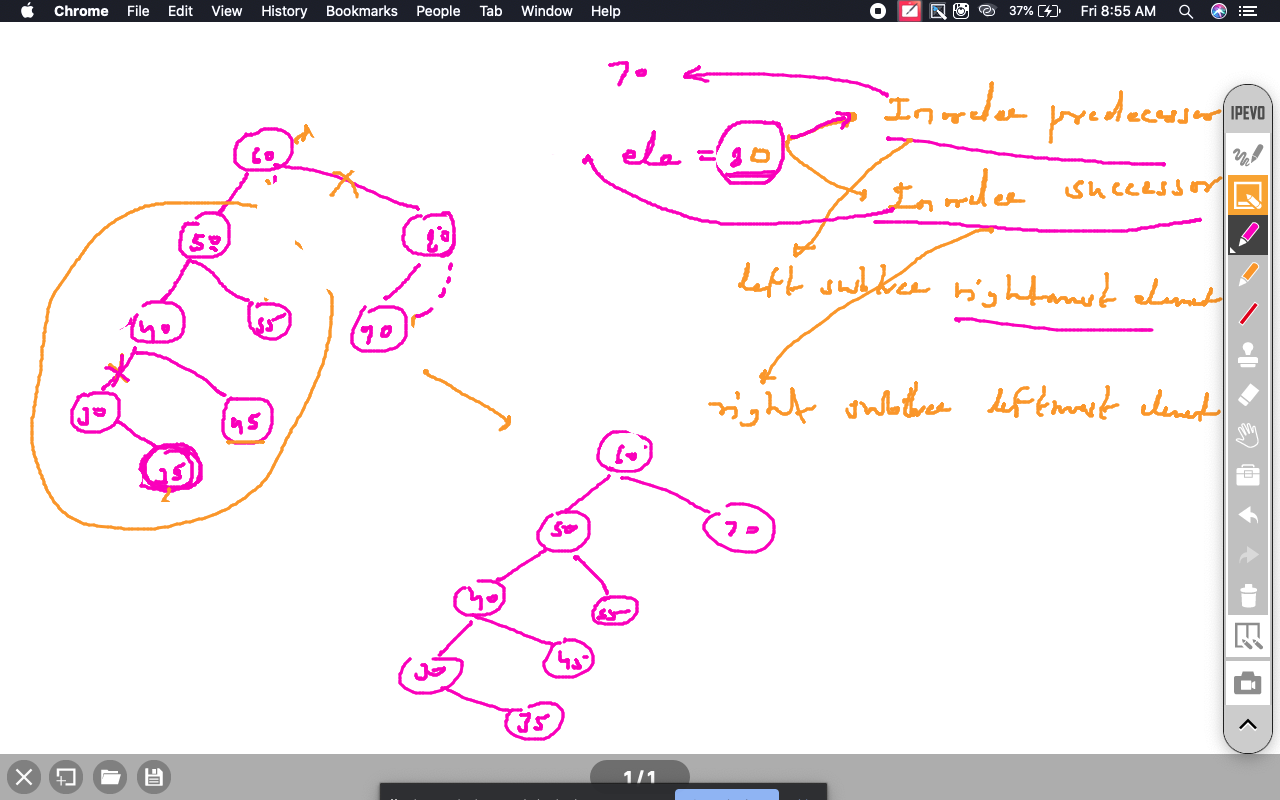 Chrome File Edit View History Bookmarks People Tab Window Help 37% Fri 8:55 AM
70
Inorder predecessor
IPEVO
60
ele = 80
Inorder successor
50
80
left subtree rightmost element
40
55
70
30
45
right subtree leftmost element
35
60
50
70
40
55
30
45
35
1/1